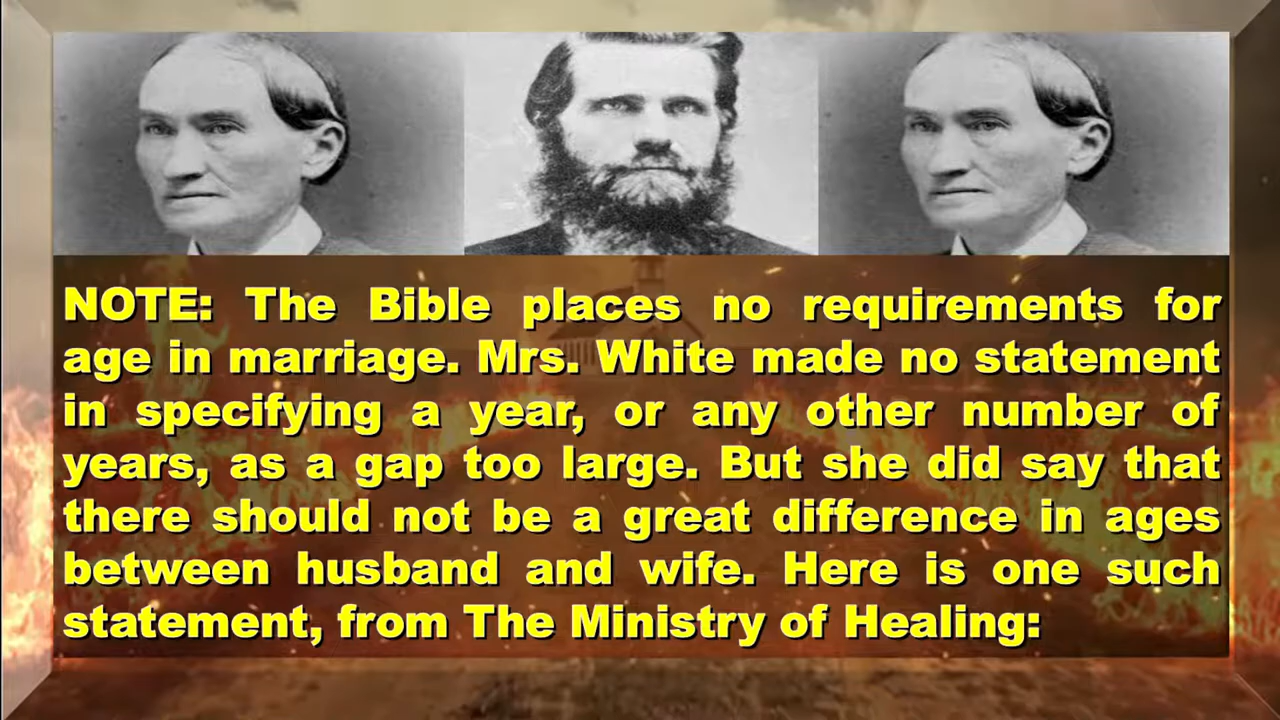 NOTE: The Bible places no requirements for
age in marriage. Mrs. White made no statement
in specifying a year, or any other number of
years, as a gap too large. But she did say that
there should not be a great difference in ages
between husband and wife. Here is one such
statement, from The Ministry of Healing: